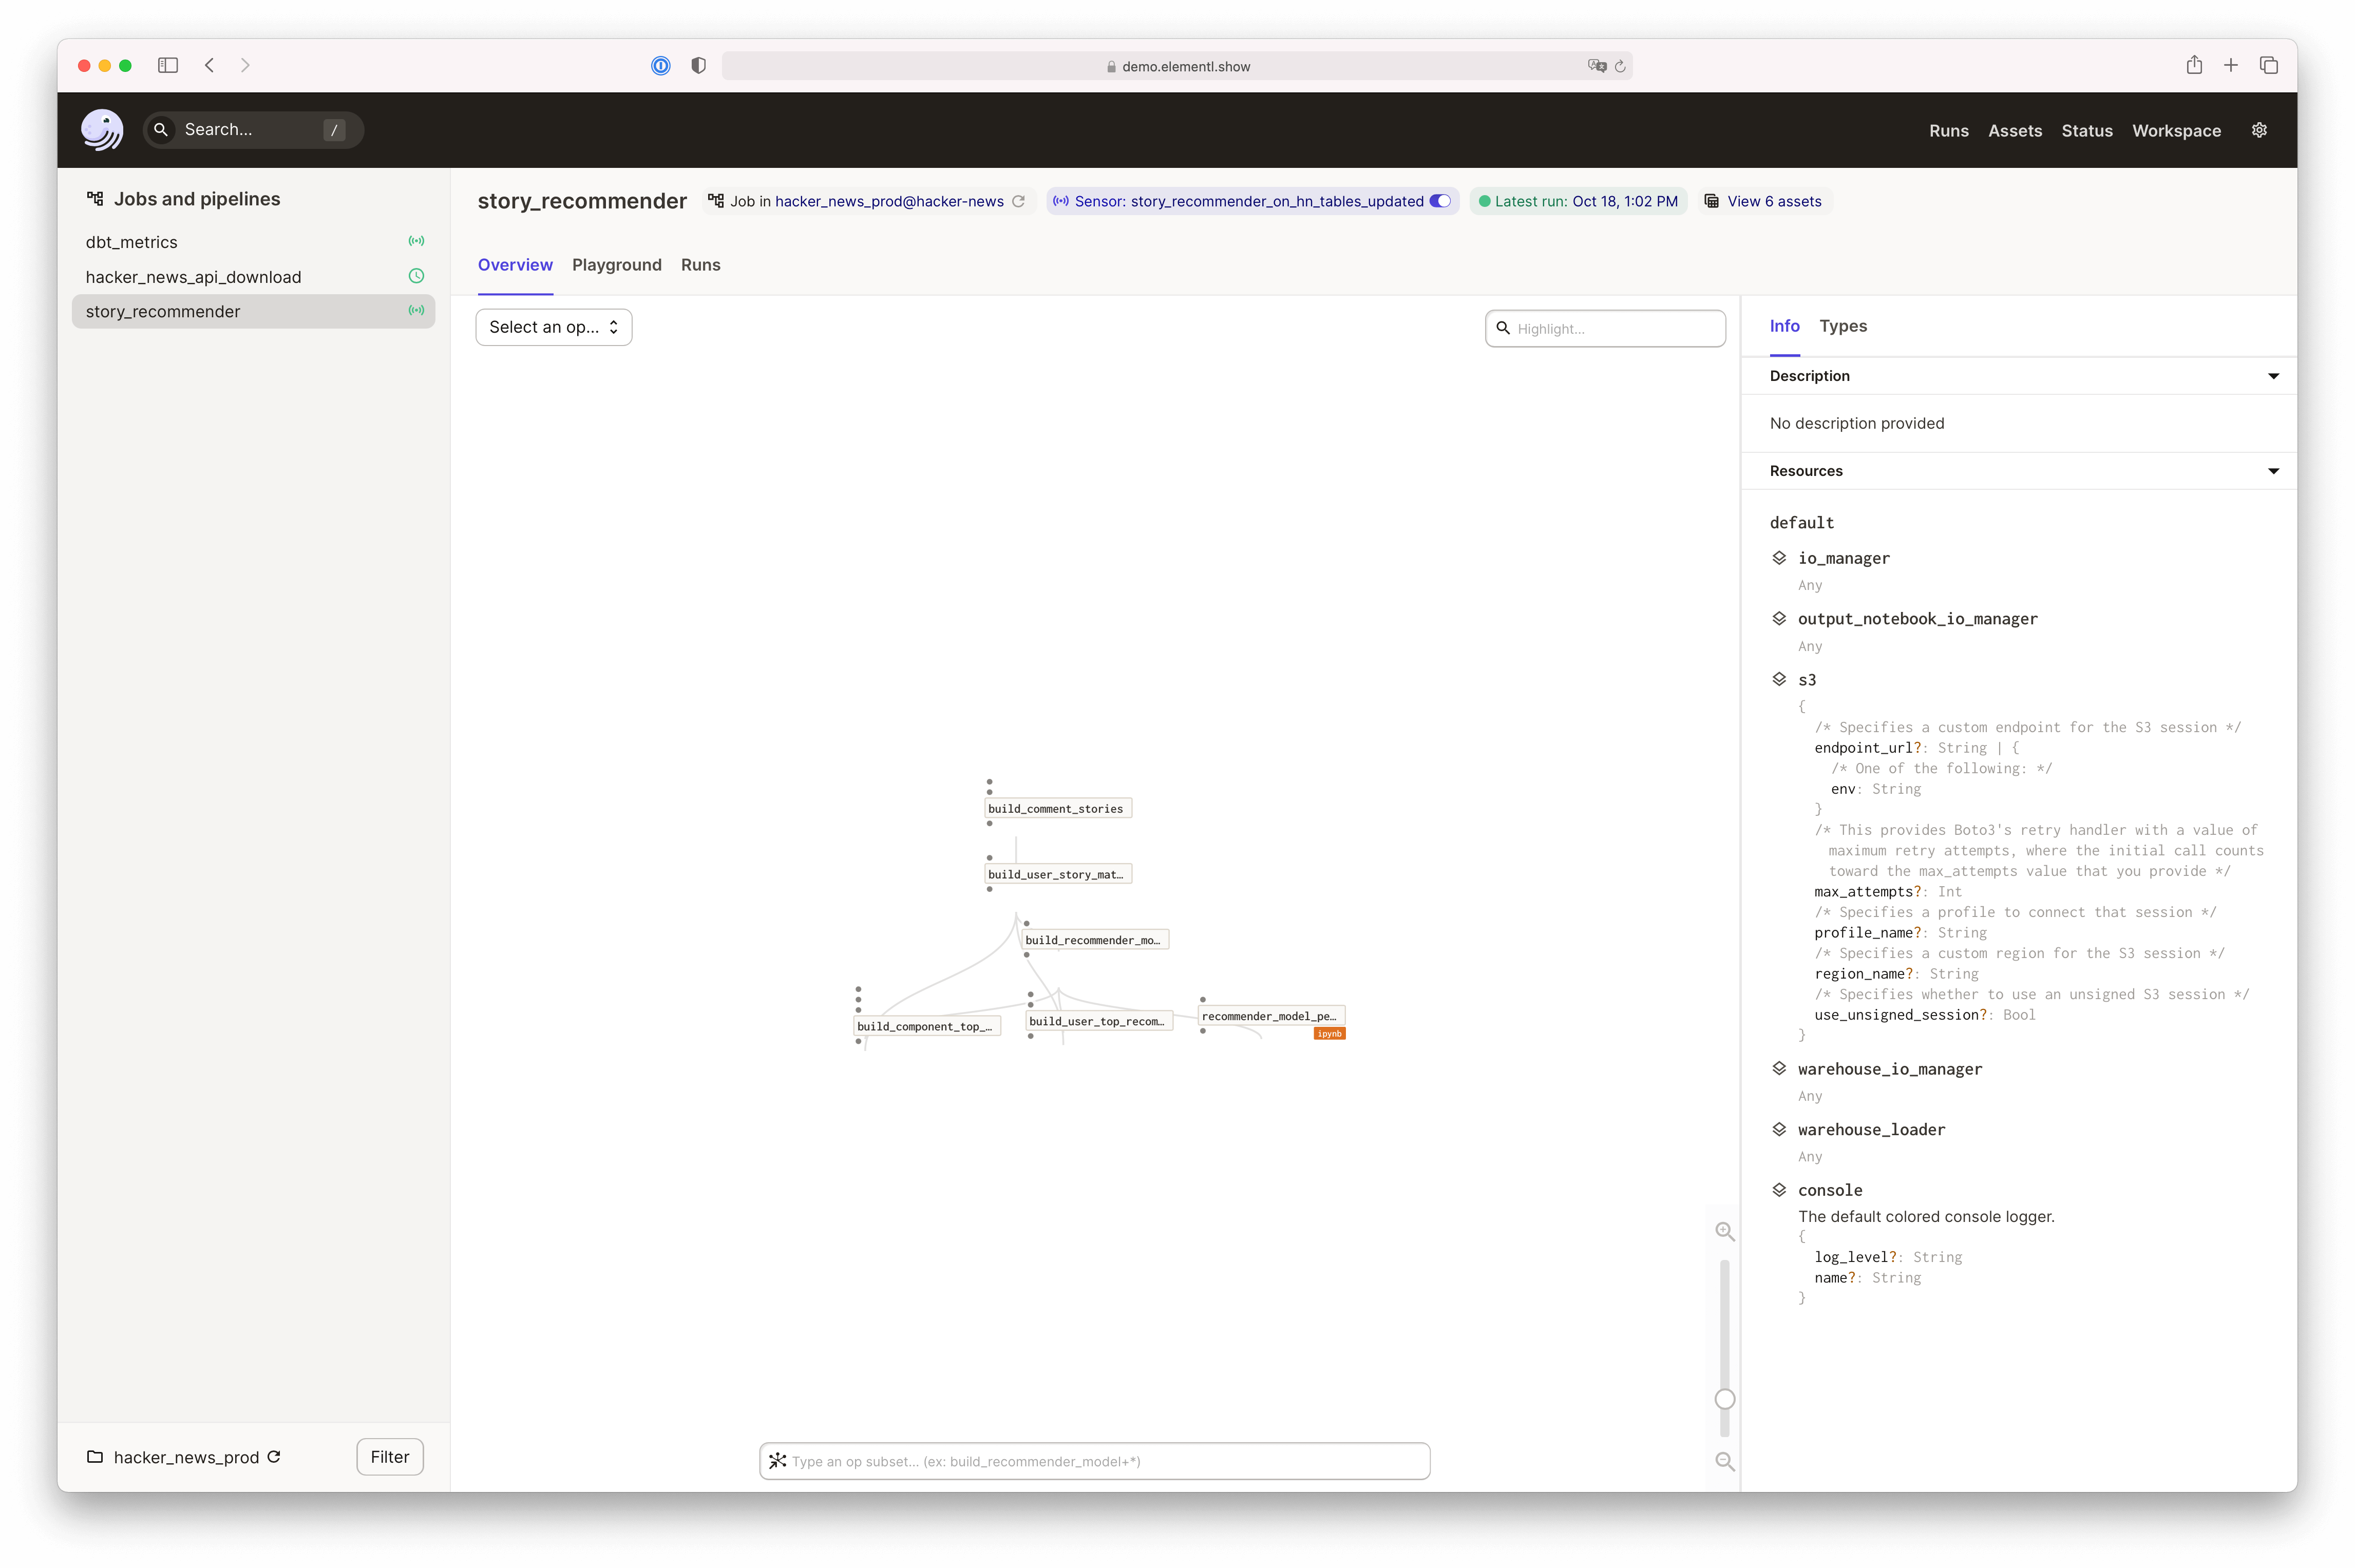 demo.elementl.show
Search...
/
Runs
Assets
Status
Workspace
Jobs and pipelines
dbt_metrics
hacker_news_api_download
story_recommender
hacker_news_prod
Filter
story_recommender
Job in hacker_news_prod@hacker-news
Sensor: story_recommender_on_hn_tables_updated
Latest run: Oct 18, 1:02 PM
View 6 assets
Overview
Playground
Runs
Select an op...
Highlight...
build_comment_stories
build_user_story_mat…
build_recommender_mo…
build_component_top_…
build_user_top_recom…
recommender_model_pe…
ipynb
Type an op subset... (ex: build_recommender_model+*)
Info
Types
Description
No description provided
Resources
default
io_manager
Any
output_notebook_io_manager
Any
s3
{
/* Specifies a custom endpoint for the S3 session */
endpoint_url?: String | {
/* One of the following: */
env: String
}
/* This provides Boto3's retry handler with a value of
maximum retry attempts, where the initial call counts
toward the max_attempts value that you provide */
max_attempts?: Int
/* Specifies a profile to connect that session */
profile_name?: String
/* Specifies a custom region for the S3 session */
region_name?: String
/* Specifies whether to use an unsigned S3 session */
use_unsigned_session?: Bool
}
warehouse_io_manager
Any
warehouse_loader
Any
console
The default colored console logger.
{
log_level?: String
name?: String
}